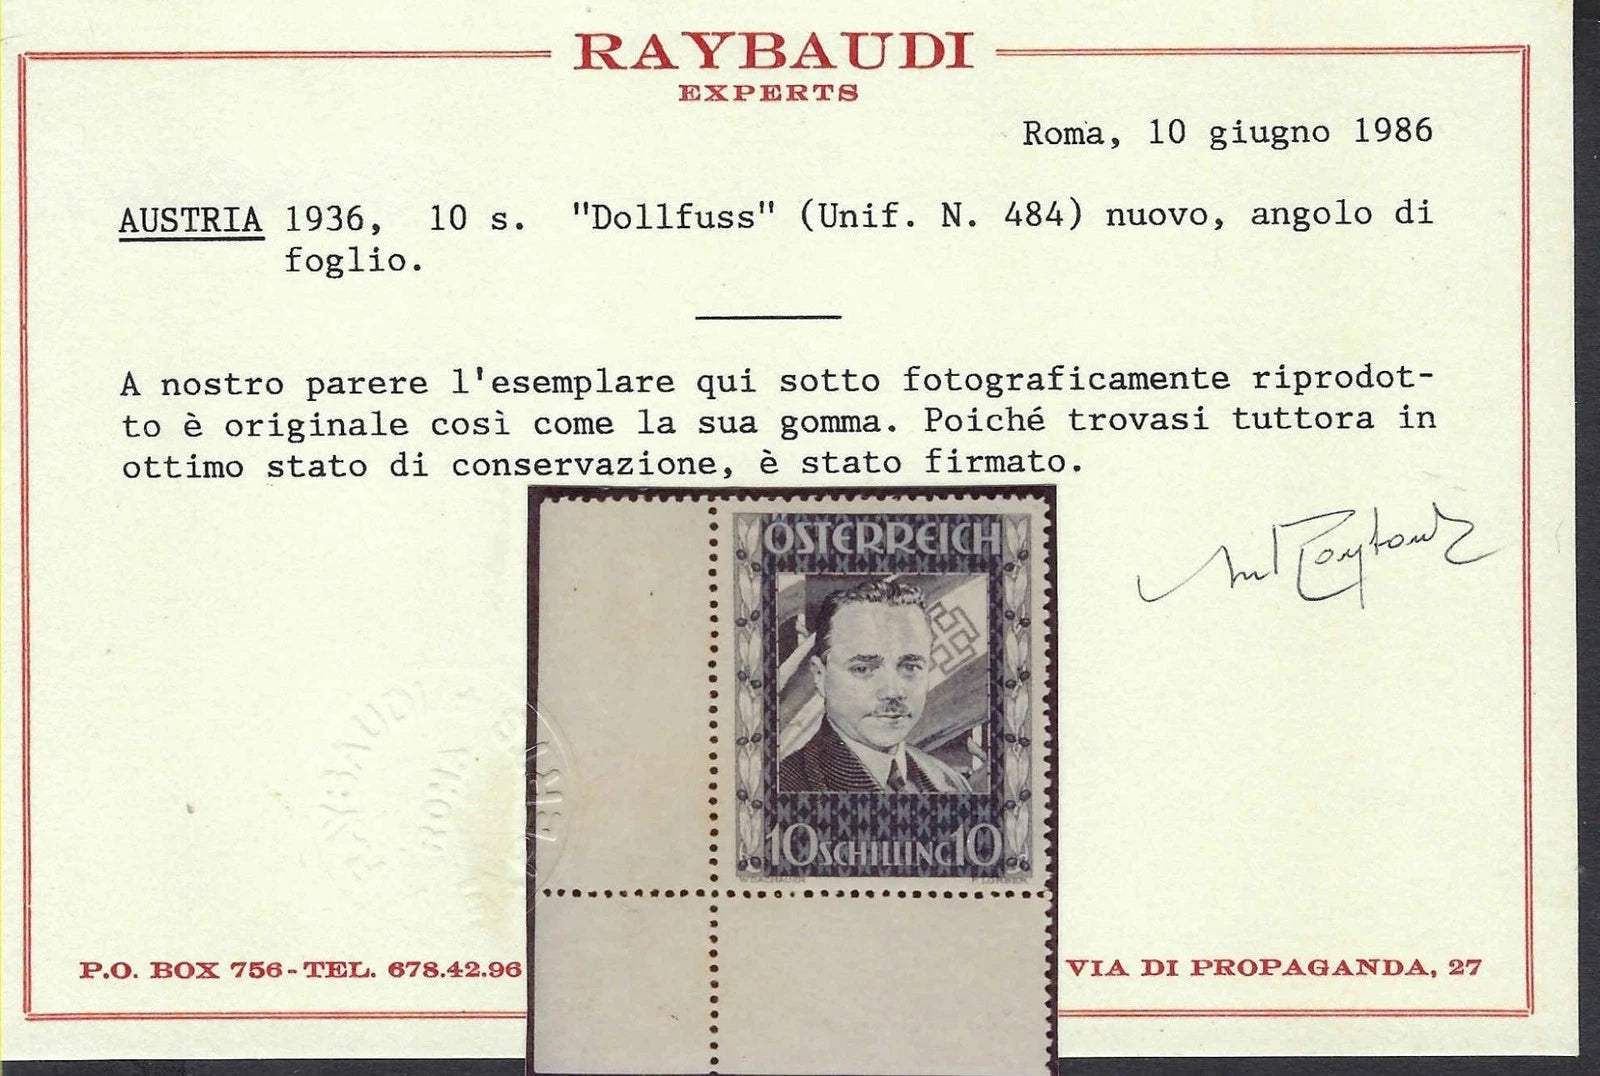 RAYBAUDI
EXPERTS
Roma, 10 giugno 1986
AUSTRIA 1936, 10 s. "Dollfuss" (Unif. N. 484) nuovo, angolo di
foglio.
A nostro parere l'esemplare qui sotto fotograficamente riprodot-
to è originale così come la sua gomma. Poiché trovasi tuttora in
ottimo stato di conservazione, è stato firmato.
ÖSTERREICH
10 SCHILLING 10
RAYBAUDI
ROMA
P.O. BOX 756 - TEL. 678.42.96
VIA DI PROPAGANDA, 27